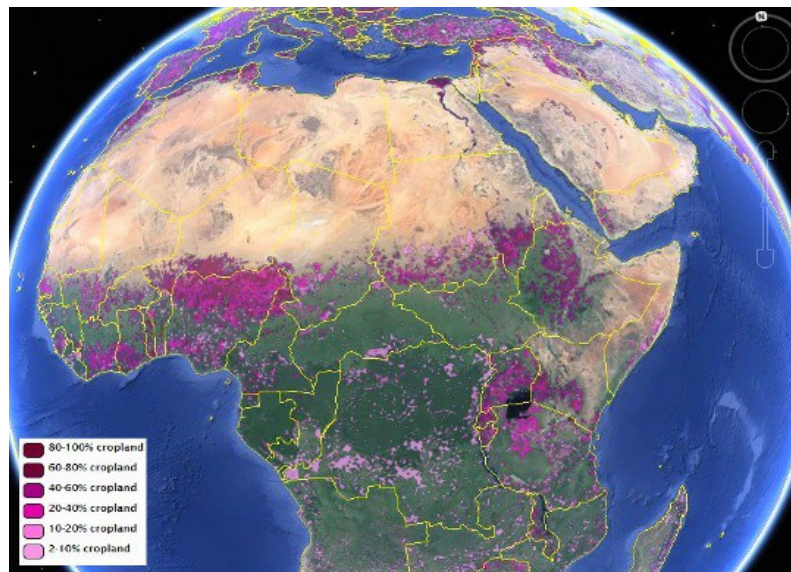 N
80-100% cropland
60-80% cropland
40-60% cropland
20-40% cropland
10-20% cropland
2-10% cropland